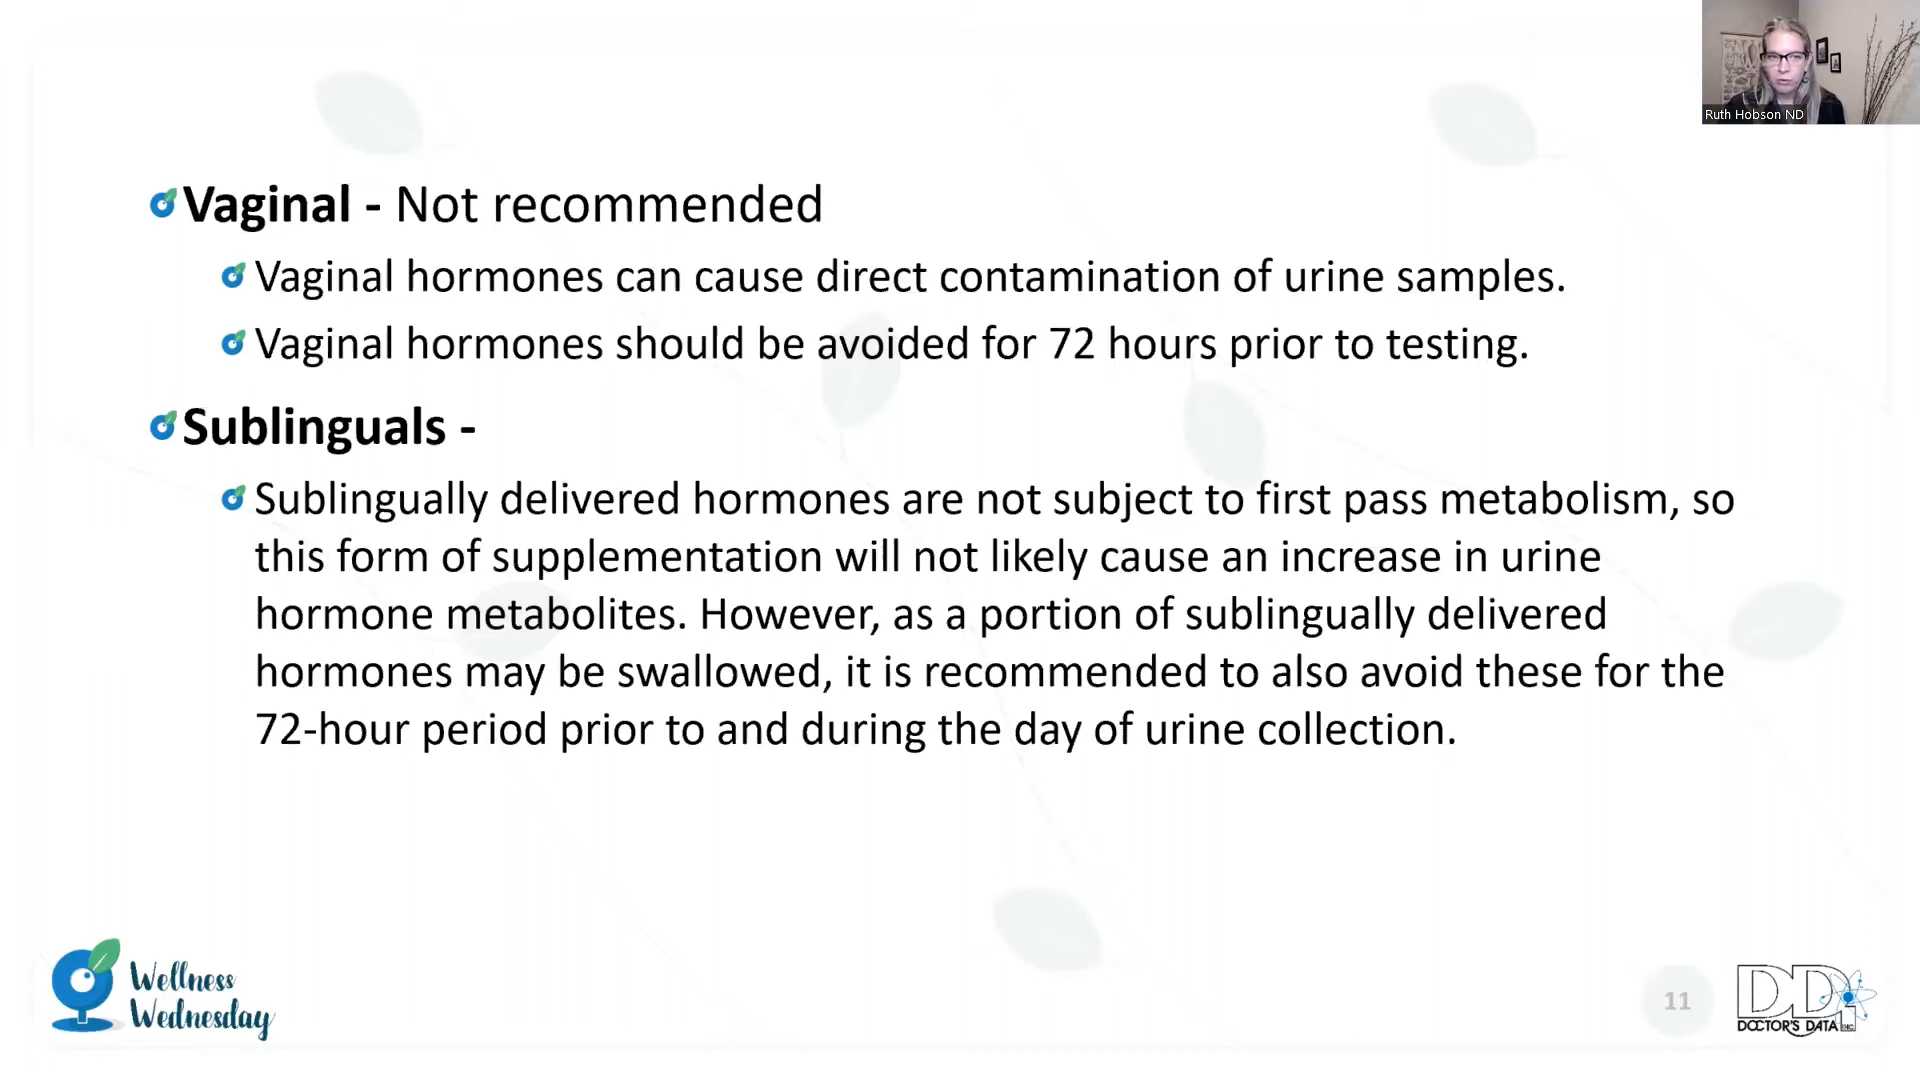 Ruth Hobson ND
Vaginal - Not recommended
Vaginal hormones can cause direct contamination of urine samples.
Vaginal hormones should be avoided for 72 hours prior to testing.
Sublinguals -
Sublingually delivered hormones are not subject to first pass metabolism, so
this form of supplementation will not likely cause an increase in urine
hormone metabolites. However, as a portion of sublingually delivered
hormones may be swallowed, it is recommended to also avoid these for the
72-hour period prior to and during the day of urine collection.
Wellness
Wednesday
11
DDI
DOCTOR'S DATA INC.